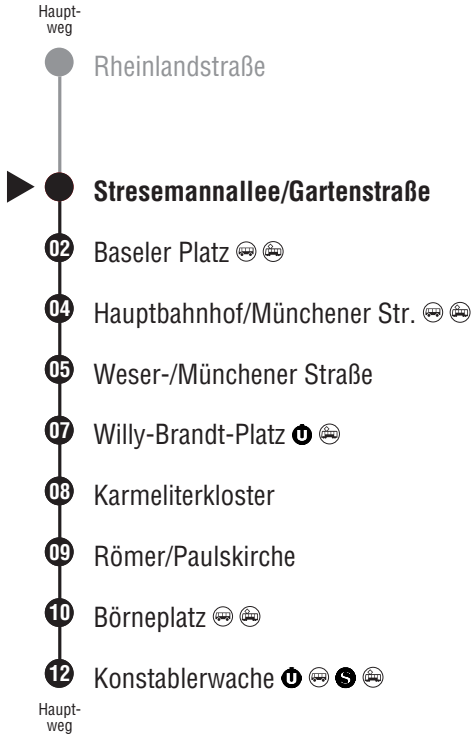 Haupt-
weg
Rheinlandstraße
Stresemannallee/Gartenstraße
02 Baseler Platz
04 Hauptbahnhof/Münchener Str.
05 Weser-/Münchener Straße
07 Willy-Brandt-Platz U
08 Karmeliterkloster
09 Römer/Paulskirche
10 Börneplatz
12 Konstablerwache U S
Haupt-
weg